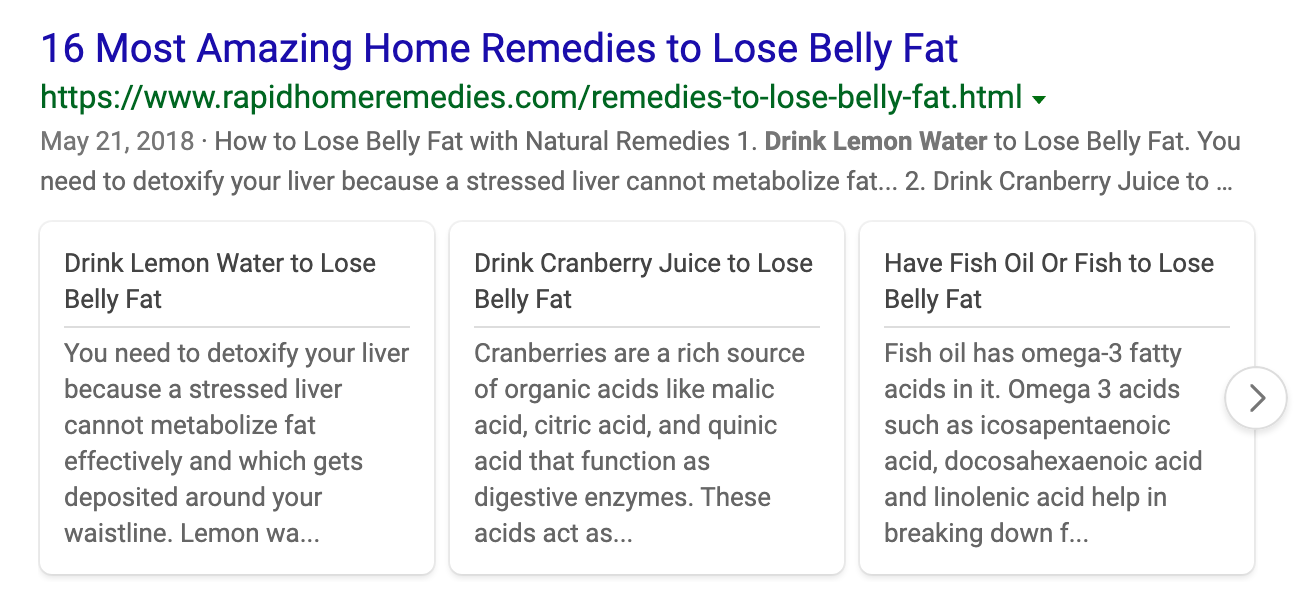 16 Most Amazing Home Remedies to Lose Belly Fat
https://www.rapidhomeremedies.com/remedies-to-lose-belly-fat.html
May 21, 2018 · How to Lose Belly Fat with Natural Remedies 1. Drink Lemon Water to Lose Belly Fat. You
need to detoxify your liver because a stressed liver cannot metabolize fat... 2. Drink Cranberry Juice to ...
Drink Lemon Water to Lose
Belly Fat
You need to detoxify your liver
because a stressed liver
cannot metabolize fat
effectively and which gets
deposited around your
waistline. Lemon wa...
Drink Cranberry Juice to Lose
Belly Fat
Cranberries are a rich source
of organic acids like malic
acid, citric acid, and quinic
acid that function as
digestive enzymes. These
acids act as...
Have Fish Oil Or Fish to Lose
Belly Fat
Fish oil has omega-3 fatty
acids in it. Omega 3 acids
such as icosapentaenoic
acid, docosahexaenoic acid
and linolenic acid help in
breaking down f...